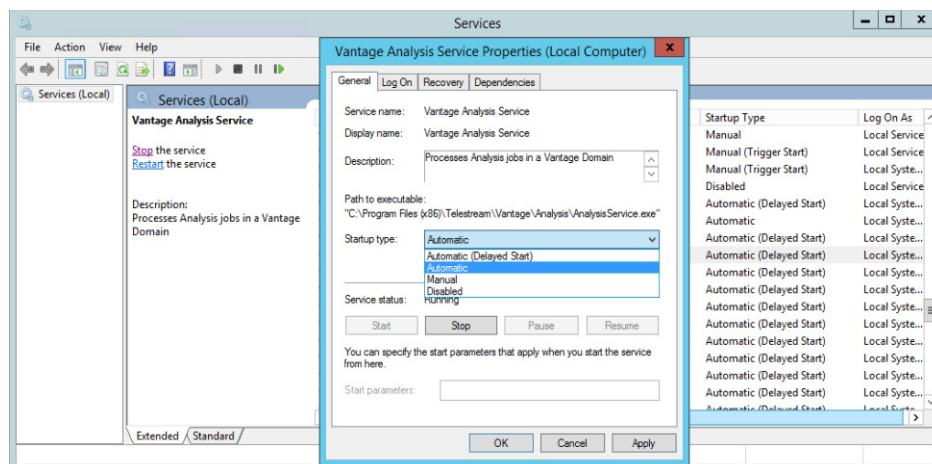 Services
File Action View Help
Services (Local)
Services (Local)
Vantage Analysis Service
Stop the service
Restart the service
Description:
Processes Analysis jobs in a Vantage
Domain
Extended Standard
Vantage Analysis Service Properties (Local Computer)
General Log On Recovery Dependencies
Service name: Vantage Analysis Service
Display name: Vantage Analysis Service
Description: Processes Analysis jobs in a Vantage Domain
Path to executable:
"C:\Program Files (x86)\Telestream\Vantage\Analysis\AnalysisService.exe"
Startup type: Automatic
Automatic (Delayed Start)
Automatic
Manual
Disabled
Service status: Running
Start Stop Pause Resume
You can specify the start parameters that apply when you start the service
from here.
Start parameters:
OK Cancel Apply
Startup Type Log On As
Manual Local Service
Manual (Trigger Start) Local Service
Manual (Trigger Start) Local Syste...
Disabled Local Service
Automatic (Delayed Start) Local Syste...
Automatic Local Syste...
Automatic (Delayed Start) Local Syste...
Automatic (Delayed Start) Local Syste...
Automatic (Delayed Start) Local Syste...
Automatic (Delayed Start) Local Syste...
Automatic (Delayed Start) Local Syste...
Automatic (Delayed Start) Local Syste...
Automatic (Delayed Start) Local Syste...
Automatic (Delayed Start) Local Syste...
Automatic (Delayed Start) Local Syste...
Automatic (Delayed Start) Local Syste...
Automatic (Delayed Start) Local Syste...